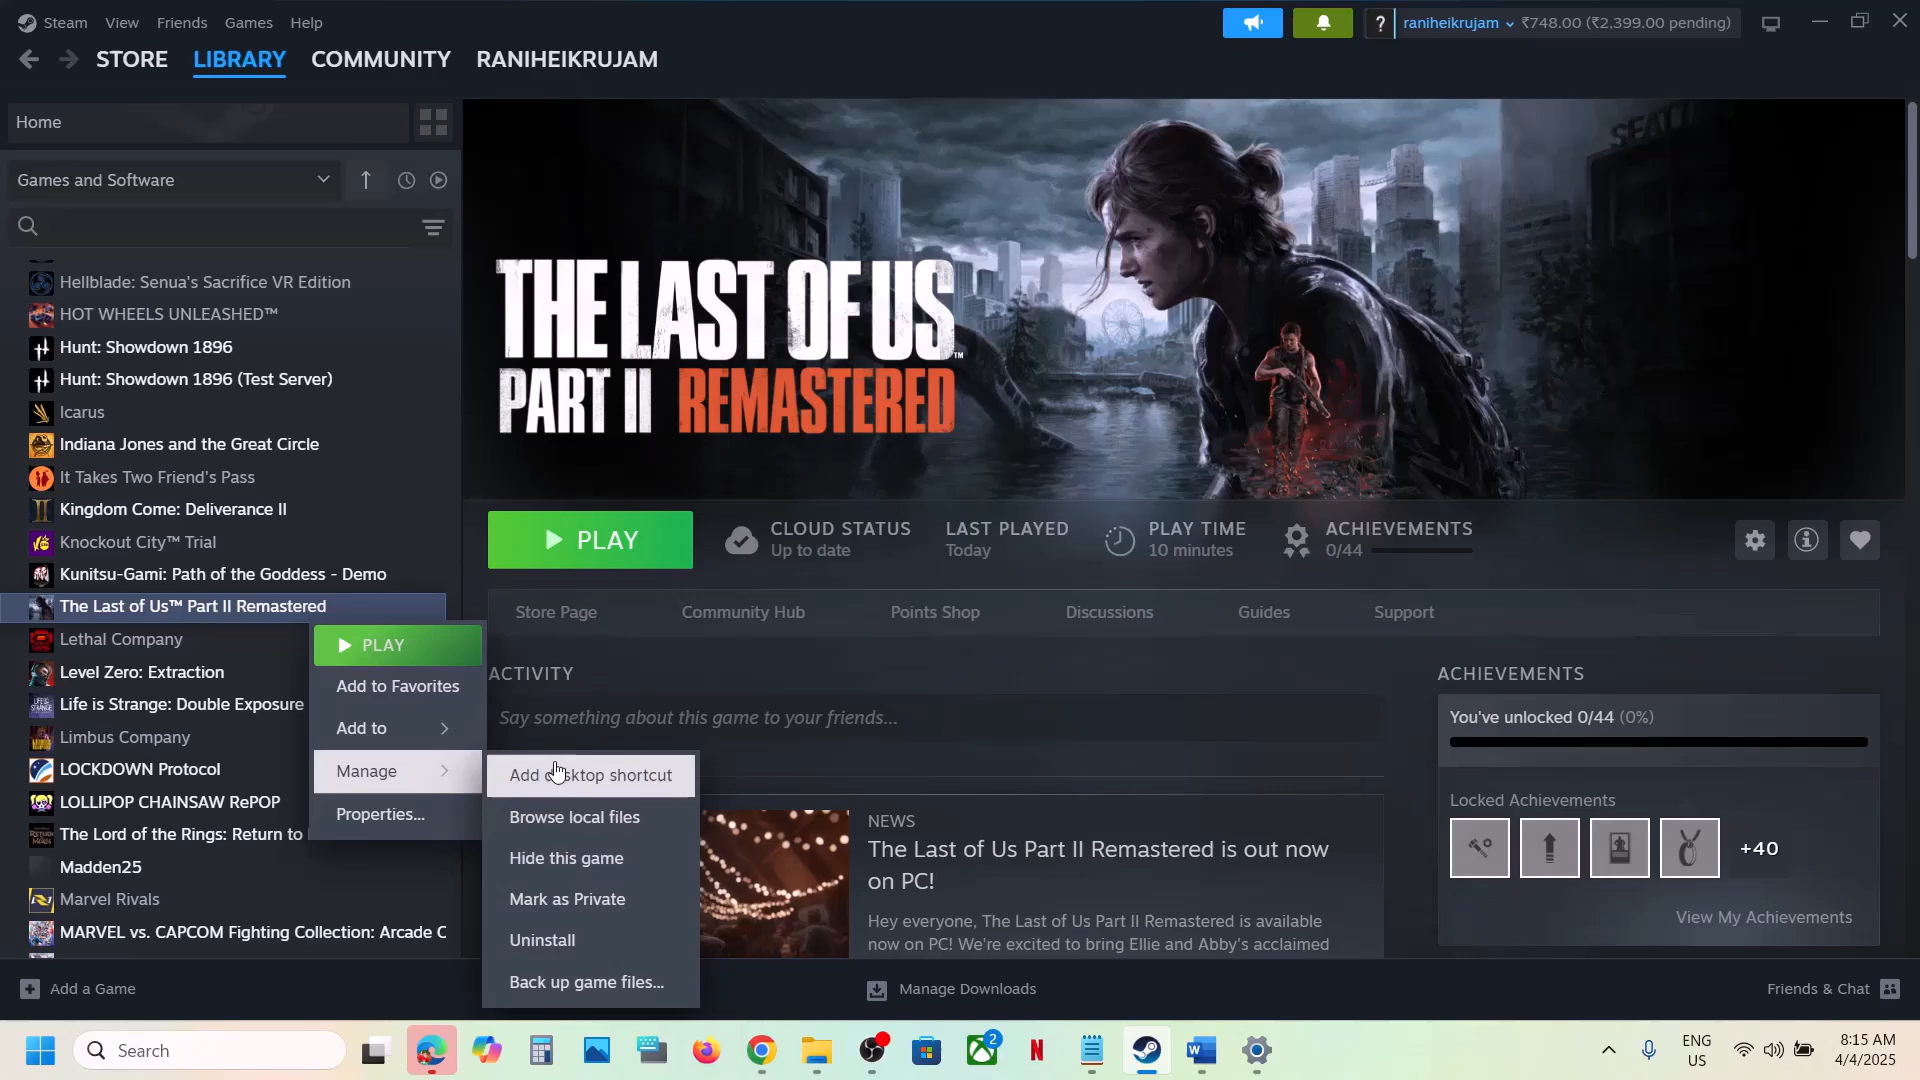 Steam View Friends Games Help
raniheikrujam ₹748.00 (₹2,399.00 pending)
STORE LIBRARY COMMUNITY RANIHEIKRUJAM
Home
Games and Software
Hellblade: Senua's Sacrifice VR Edition
HOT WHEELS UNLEASHED™
Hunt: Showdown 1896
Hunt: Showdown 1896 (Test Server)
Icarus
Indiana Jones and the Great Circle
It Takes Two Friend's Pass
Kingdom Come: Deliverance II
Knockout City™ Trial
Kunitsu-Gami: Path of the Goddess - Demo
The Last of Us™ Part II Remastered
Lethal Company
Level Zero: Extraction
Life is Strange: Double Exposure
Limbus Company
LOCKDOWN Protocol
LOLLIPOP CHAINSAW RePOP
The Lord of the Rings: Return to
Madden25
Marvel Rivals
MARVEL vs. CAPCOM Fighting Collection: Arcade C
PLAY
Add to Favorites
Add to
Manage
Properties...
Add desktop shortcut
Browse local files
Hide this game
Mark as Private
Uninstall
Back up game files...
SEATT
THE LAST OF US™
PART II REMASTERED
PLAY
CLOUD STATUS
Up to date
LAST PLAYED
Today
PLAY TIME
10 minutes
ACHIEVEMENTS
0/44
Store Page Community Hub Points Shop Discussions Guides Support
ACTIVITY
Say something about this game to your friends...
NEWS
The Last of Us Part II Remastered is out now
on PC!
Hey everyone, The Last of Us Part II Remastered is available
now on PC! We're excited to bring Ellie and Abby's acclaimed
ACHIEVEMENTS
You've unlocked 0/44 (0%)
Locked Achievements
+40
View My Achievements
Add a Game
Manage Downloads
Friends & Chat
Search
2
ENG
US
8:15 AM
4/4/2025